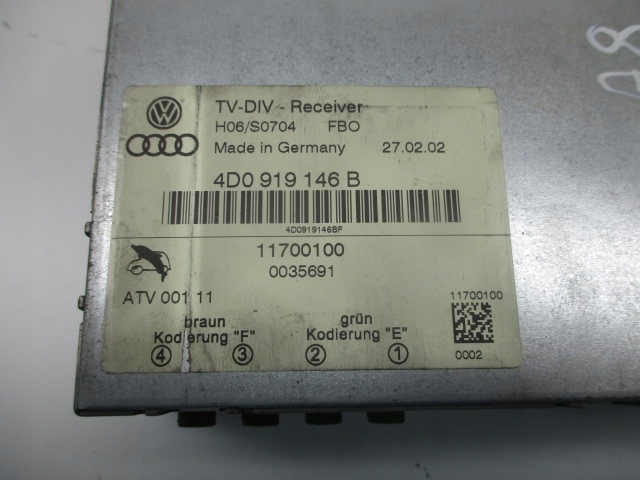 TV-DIV - Receiver
H06/S0704 FBO
Made in Germany 27.02.02
4D0 919 146 B
4D0919146BF
11700100
0035691
ATV 001 11
11700100
braun grün
Kodierung "F" Kodierung "E"
4 3 2 1
0002